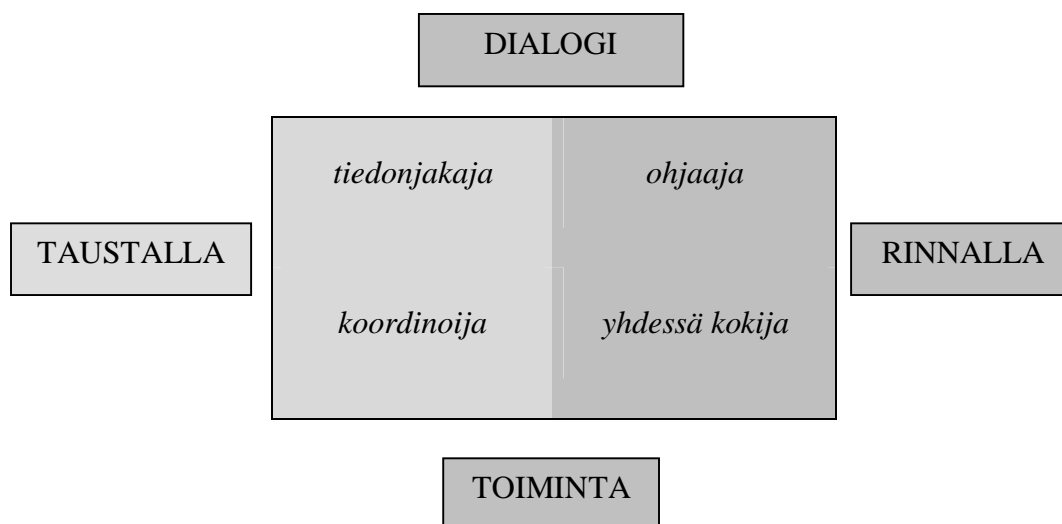 DIALOGI
tiedonjakaja
ohjaaja
TAUSTALLA
RINNALLA
koordinoija
yhdessä kokija
TOIMINTA